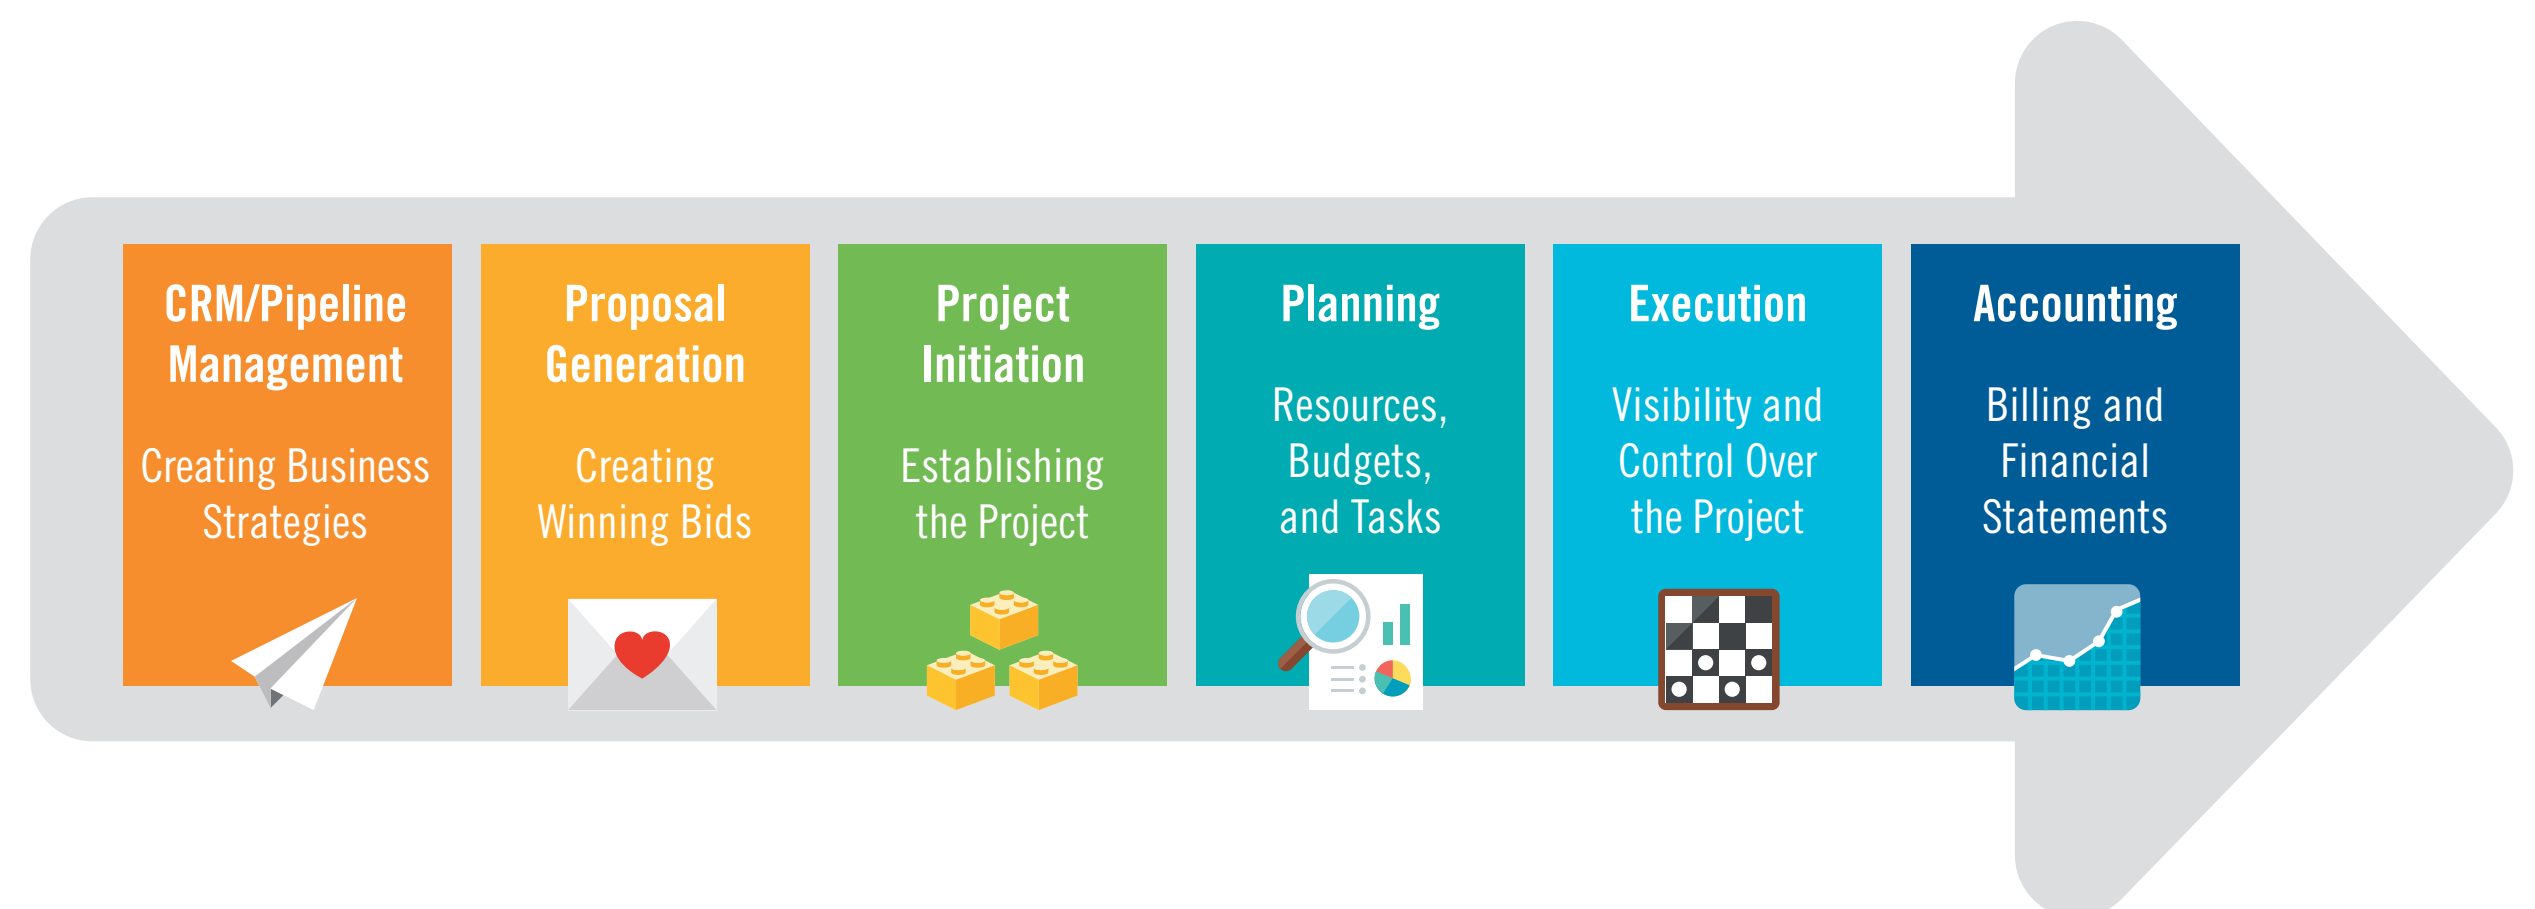 CRM/Pipeline
Management
Creating Business
Strategies
Proposal
Generation
Creating
Winning Bids
Project
Initiation
Establishing
the Project
Planning
Resources,
Budgets,
and Tasks
Execution
Visibility and
Control Over
the Project
Accounting
Billing and
Financial
Statements